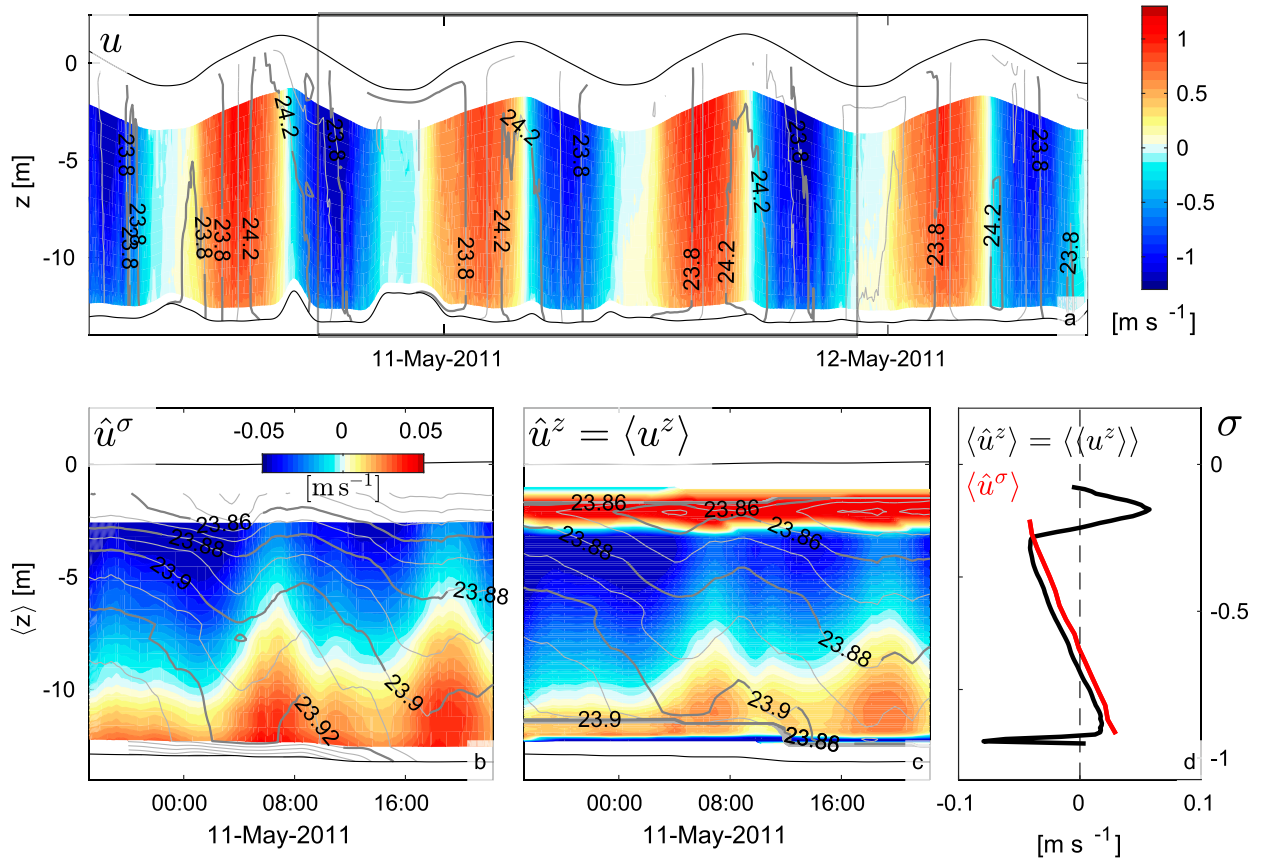 u
0
-5
-10
z [m]
23.8
23.8
23.8
23.8
23.8
24.2
24.2
23.8
23.8
24.2
24.2
23.8
23.8
24.2
23.8
24.2
23.8
24.2
23.8
23.8
a
11-May-2011
12-May-2011
1
0.5
0
-0.5
-1
[m s⁻¹]
û^σ
-0.05 0 0.05
[m s⁻¹]
0
-5
-10
⟨z⟩ [m]
23.86
23.88
23.9
23.88
23.9
23.92
b
00:00 08:00 16:00
11-May-2011
û^z = ⟨u^z⟩
23.86
23.86
23.86
23.88
23.88
23.9
23.9
23.88
c
00:00 08:00 16:00
11-May-2011
⟨û^z⟩ = ⟨⟨u^z⟩⟩
⟨û^σ⟩
σ
0
-0.5
-1
d
-0.1 0 0.1
[m s⁻¹]